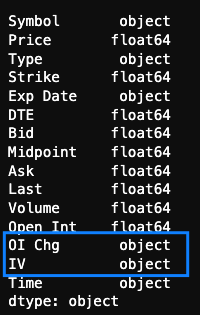 Symbol object
Price float64
Type object
Strike float64
Exp Date object
DTE float64
Bid float64
Midpoint float64
Ask float64
Last float64
Volume float64
Open Int float64
OI Chg object
IV object
Time object
dtype: object